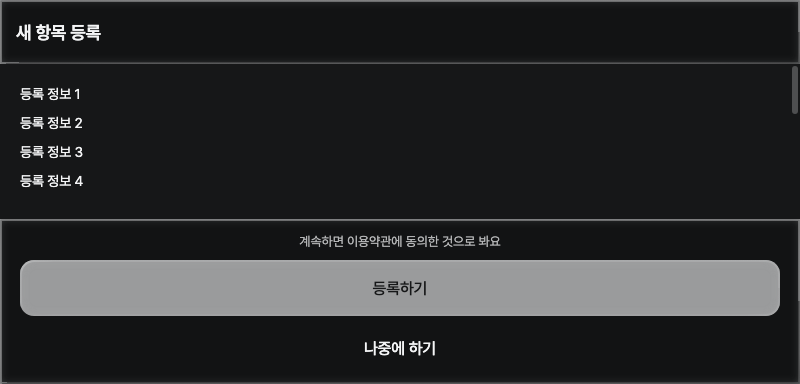 새 항목 등록
등록 정보 1
등록 정보 2
등록 정보 3
등록 정보 4
계속하면 이용약관에 동의한 것으로 봐요
등록하기
나중에 하기